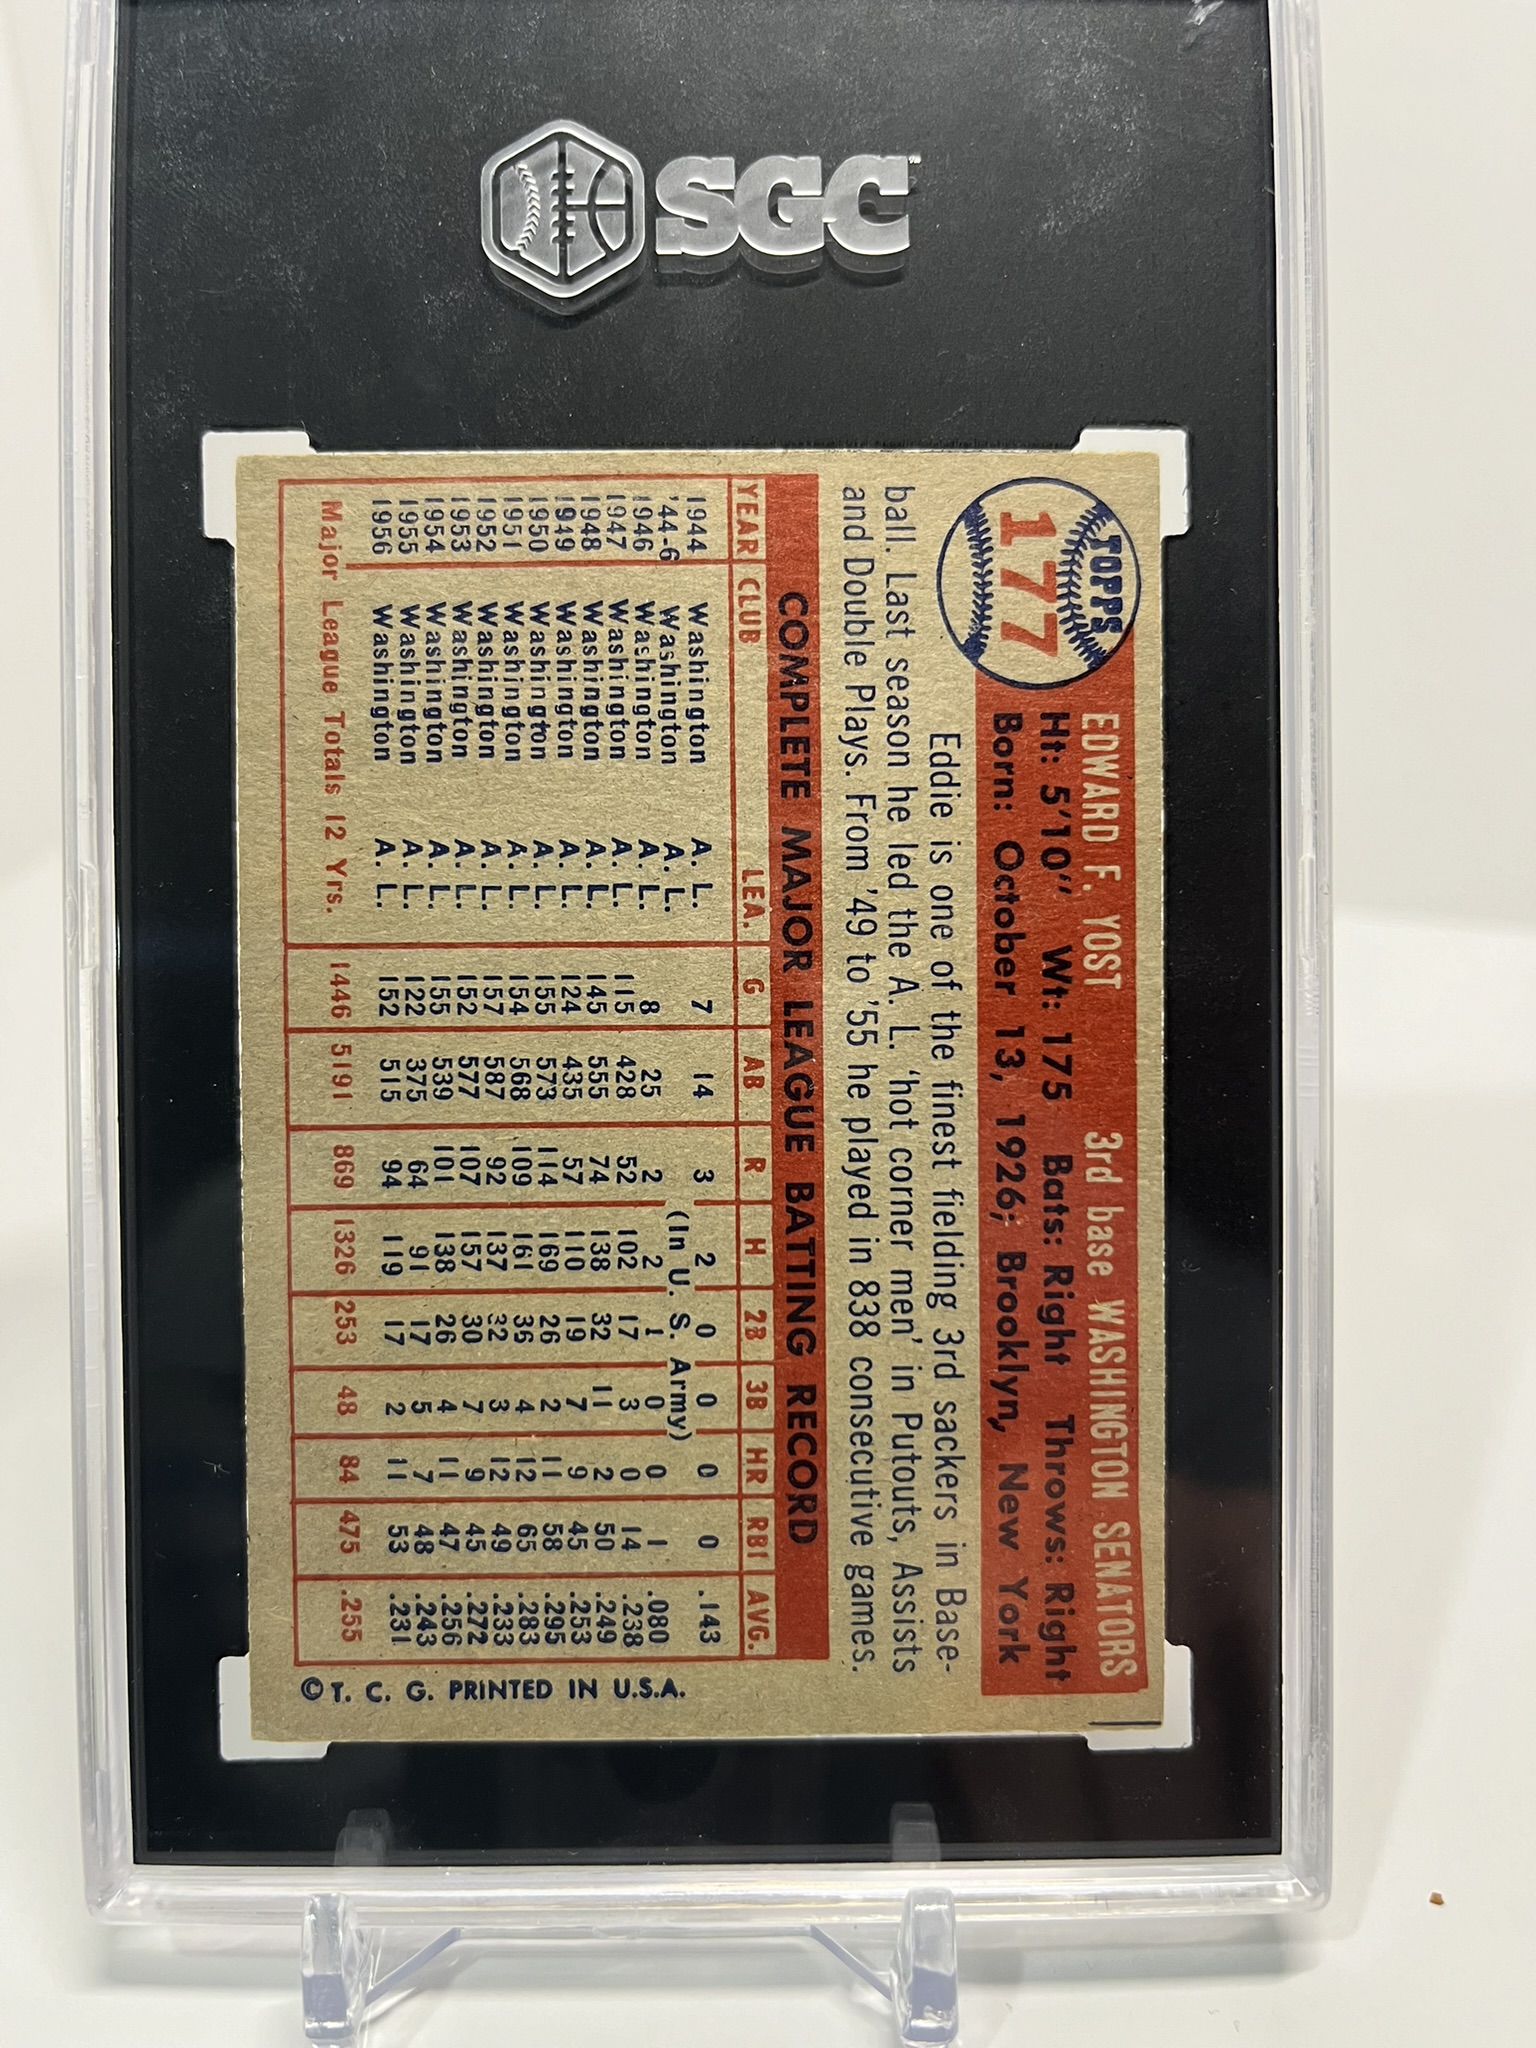 SGC
TOPPS
177
EDWARD F. YOST 3rd base WASHINGTON SENATORS
Ht: 5'10" Wt: 175 Bats: Right Throws: Right
Born: October 13, 1926; Brooklyn, New York
Eddie is one of the finest fielding 3rd sackers in Base-
ball. Last season he led the A. L. 'hot corner men' in Putouts, Assists
and Double Plays. From '49 to '55 he played in 838 consecutive games.
COMPLETE MAJOR LEAGUE BATTING RECORD
YEAR CLUB LEA. G AB R H 2B 3B HR RBI AVG.
1944 Washington A. L. 7 14 3 2 0 0 0 0 .143
'44-6 Washington A. L. (In U. S. Army)
1946 Washington A. L. 8 25 2 2 1 0 0 1 .080
1947 Washington A. L. 115 428 52 102 17 3 0 14 .238
1948 Washington A. L. 145 555 74 138 32 11 2 50 .249
1949 Washington A. L. 124 435 57 110 19 7 9 45 .253
1950 Washington A. L. 155 573 114 169 26 2 11 58 .295
1951 Washington A. L. 154 568 109 161 36 4 12 65 .283
1952 Washington A. L. 157 587 92 137 32 3 12 49 .233
1953 Washington A. L. 152 577 107 157 30 7 9 45 .272
1954 Washington A. L. 155 539 101 138 26 4 11 47 .256
1955 Washington A. L. 122 375 64 91 17 5 7 48 .243
1956 Washington A. L. 152 515 94 119 17 2 11 53 .231
Major League Totals 12 Yrs. 1446 5191 869 1326 253 48 84 475 .255
© T. C. G. PRINTED IN U.S.A.